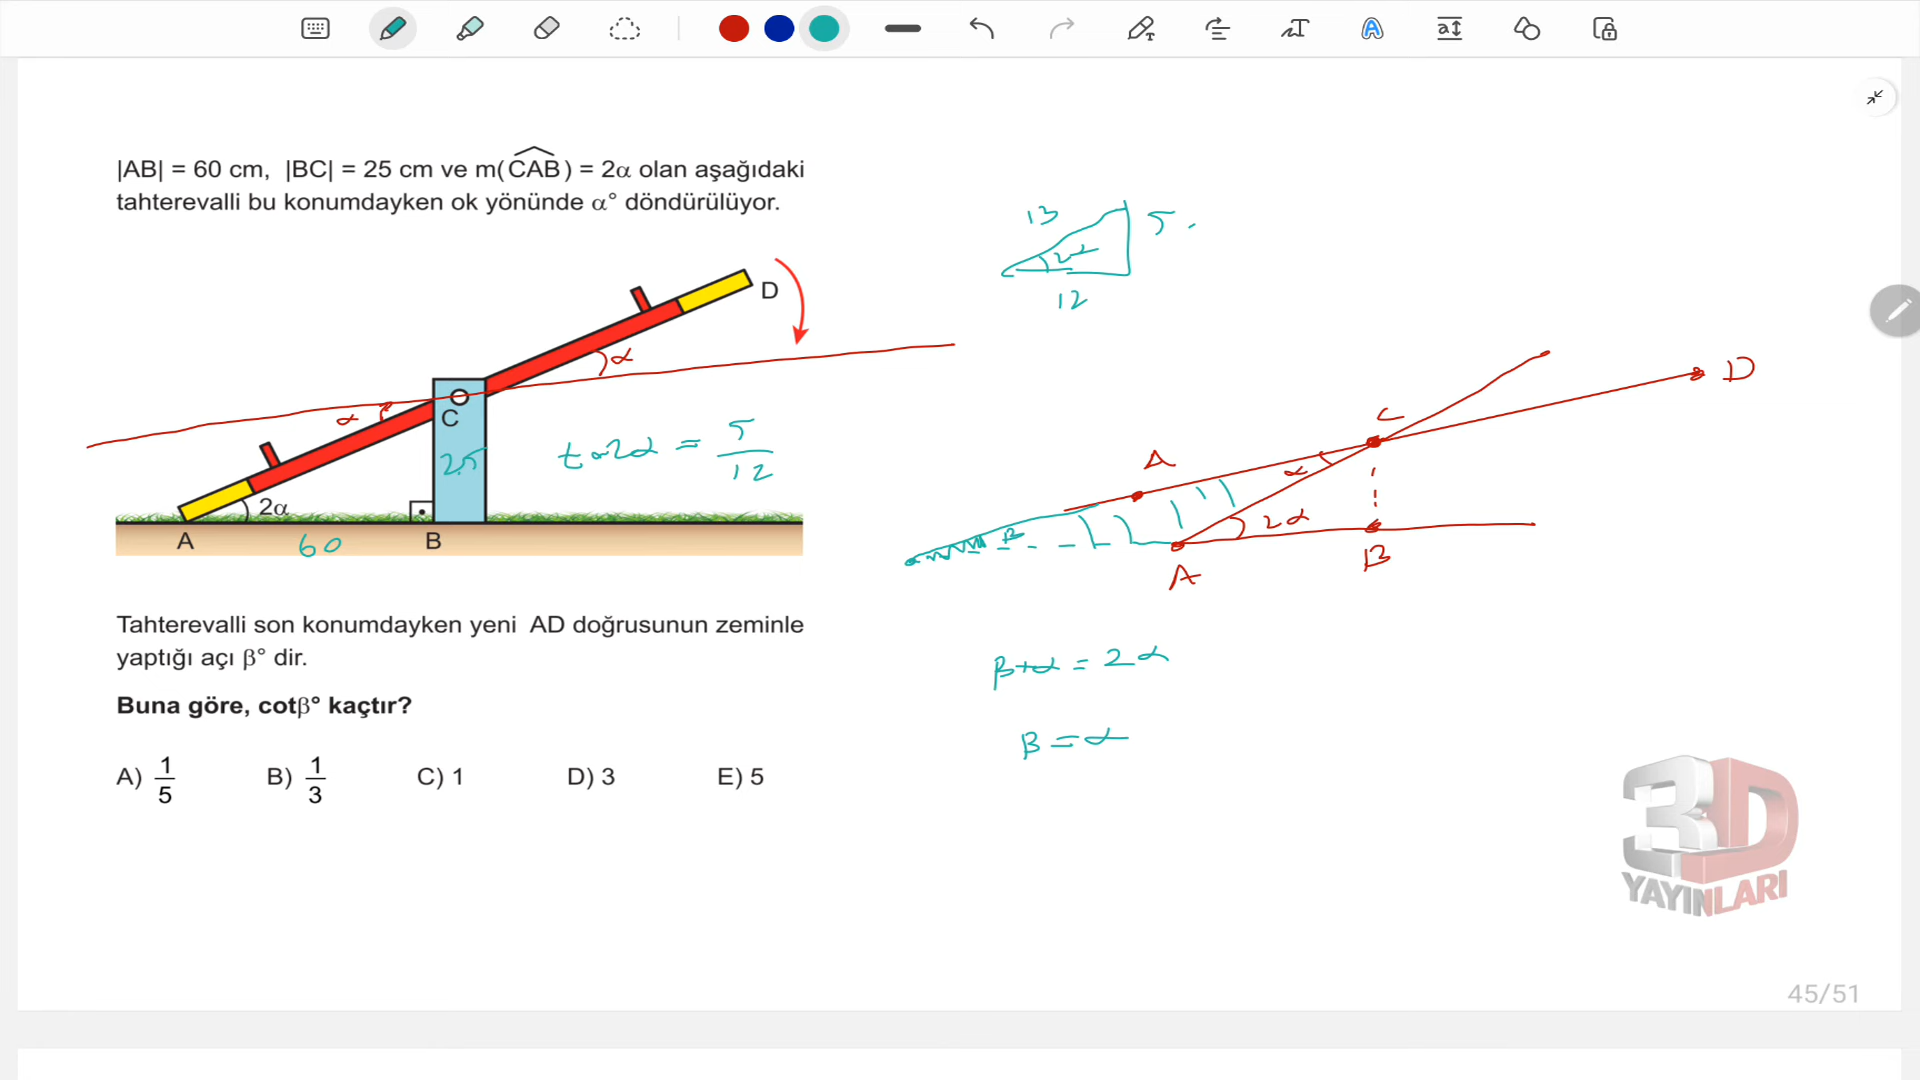 |AB| = 60 cm, |BC| = 25 cm ve m(CAB) = 2α olan aşağıdaki
tahterevalli bu konumdayken ok yönünde α° döndürülüyor.
D
α
α
C
25
2α
A
60
B
tan2α = 5/12
Tahterevalli son konumdayken yeni AD doğrusunun zeminle
yaptığı açı β° dir.
Buna göre, cotβ° kaçtır?
A) 1/5 B) 1/3 C) 1 D) 3 E) 5
13
5
2α
12
D
C
A
α
2α
β
A
B
β+α = 2α
β = α
3D
YAYINLARI
45/51